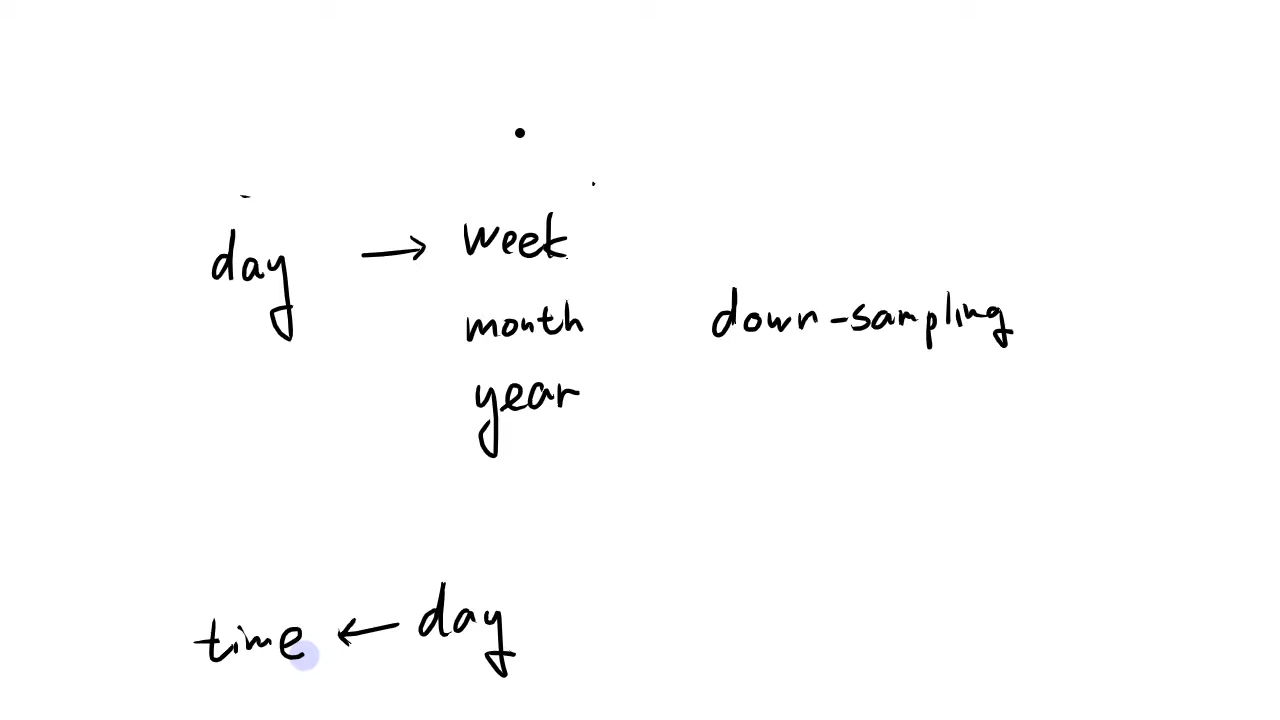 day → week
month
year
down-sampling
time ← day